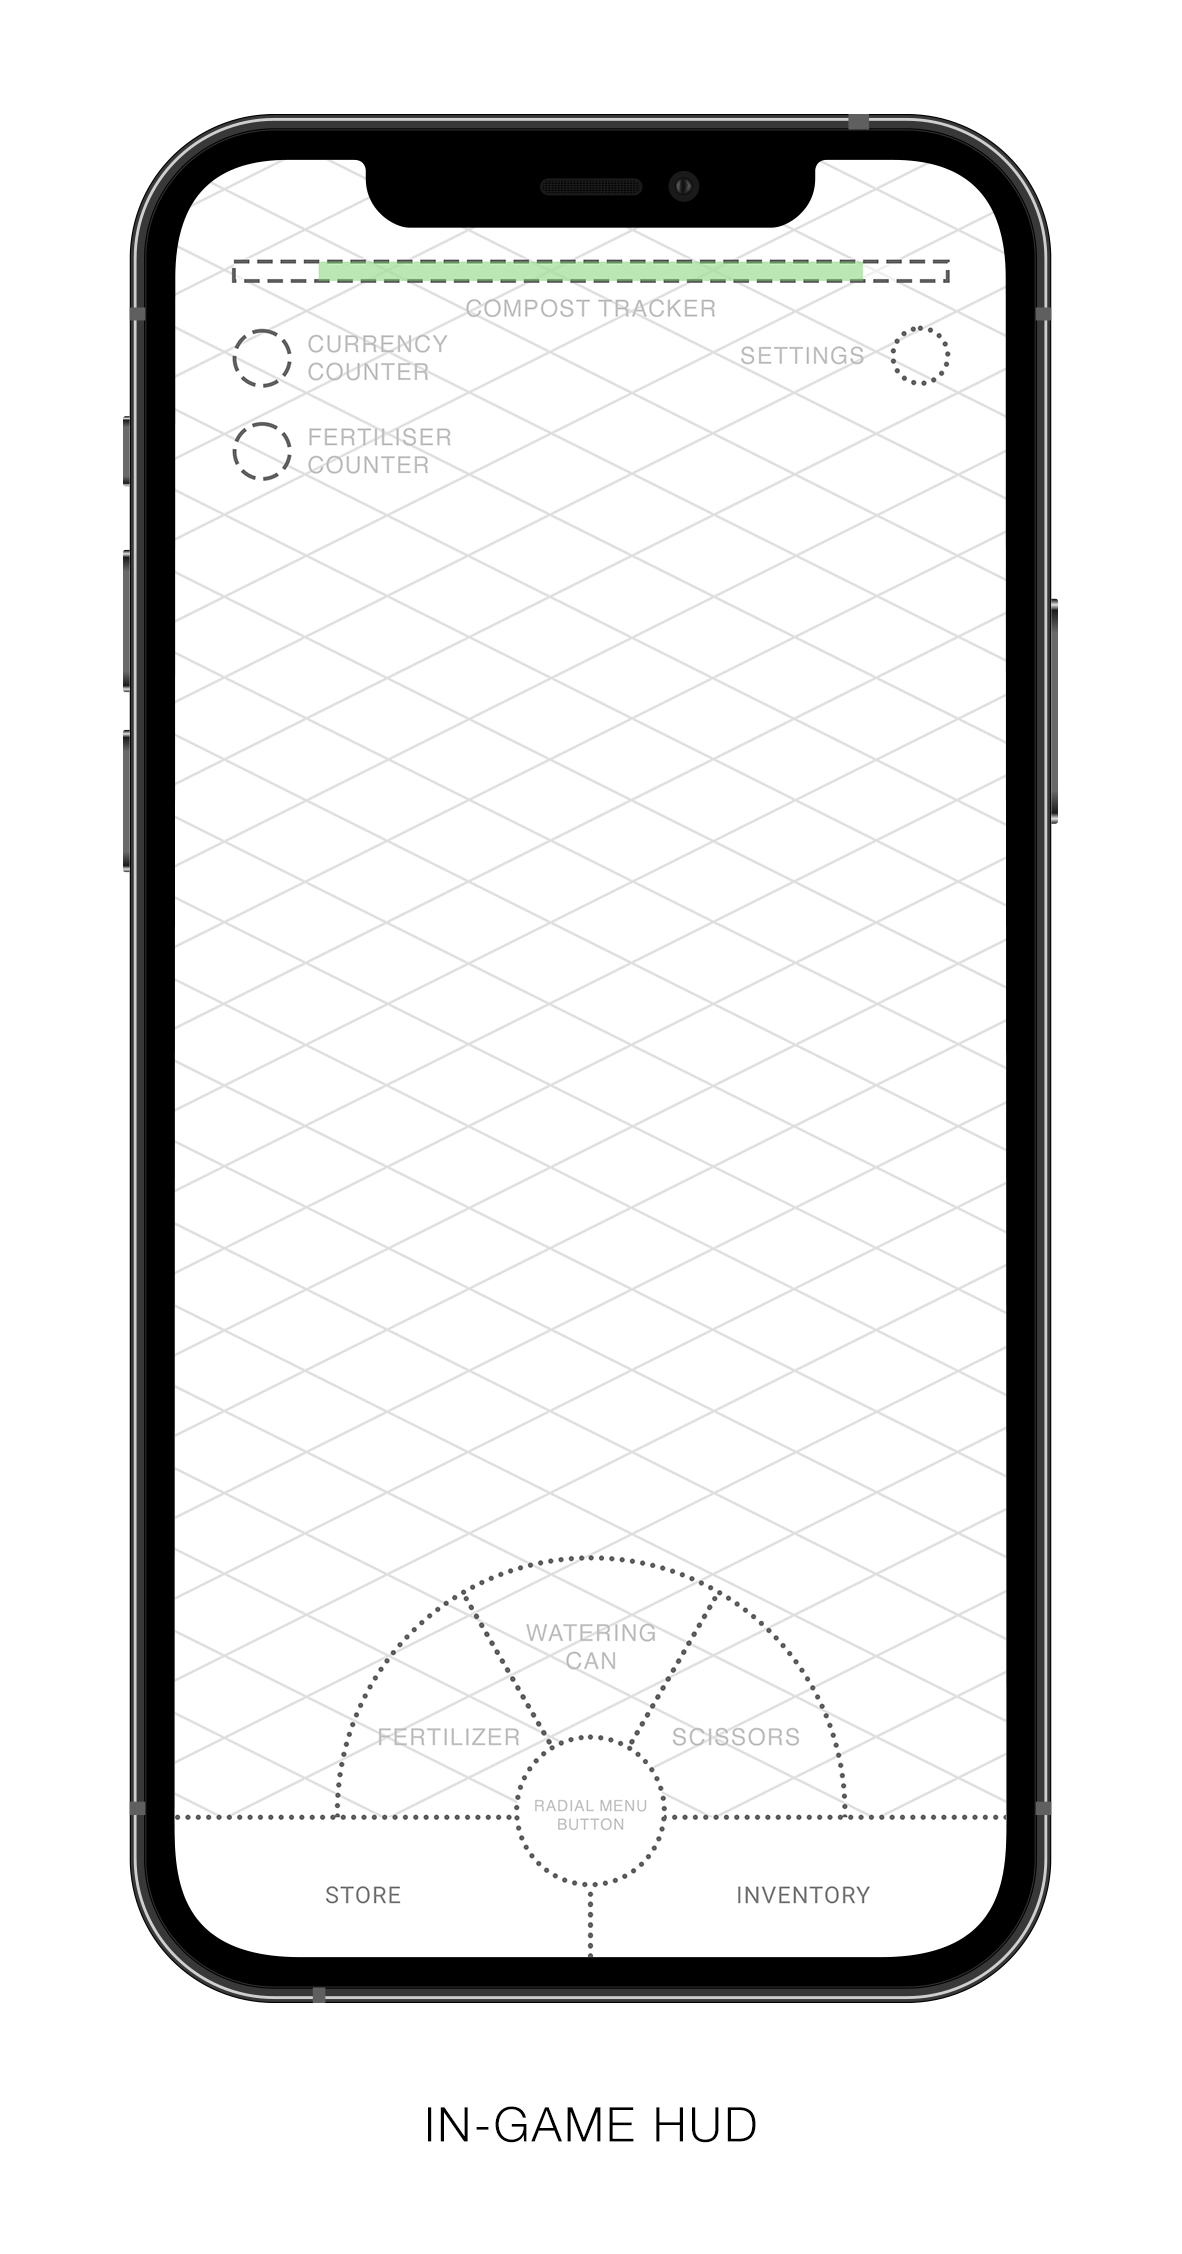 COMPOST TRACKER
CURRENCY
COUNTER
SETTINGS
FERTILISER
COUNTER
WATERING
CAN
FERTILIZER
SCISSORS
RADIAL MENU
BUTTON
STORE
INVENTORY
IN-GAME HUD